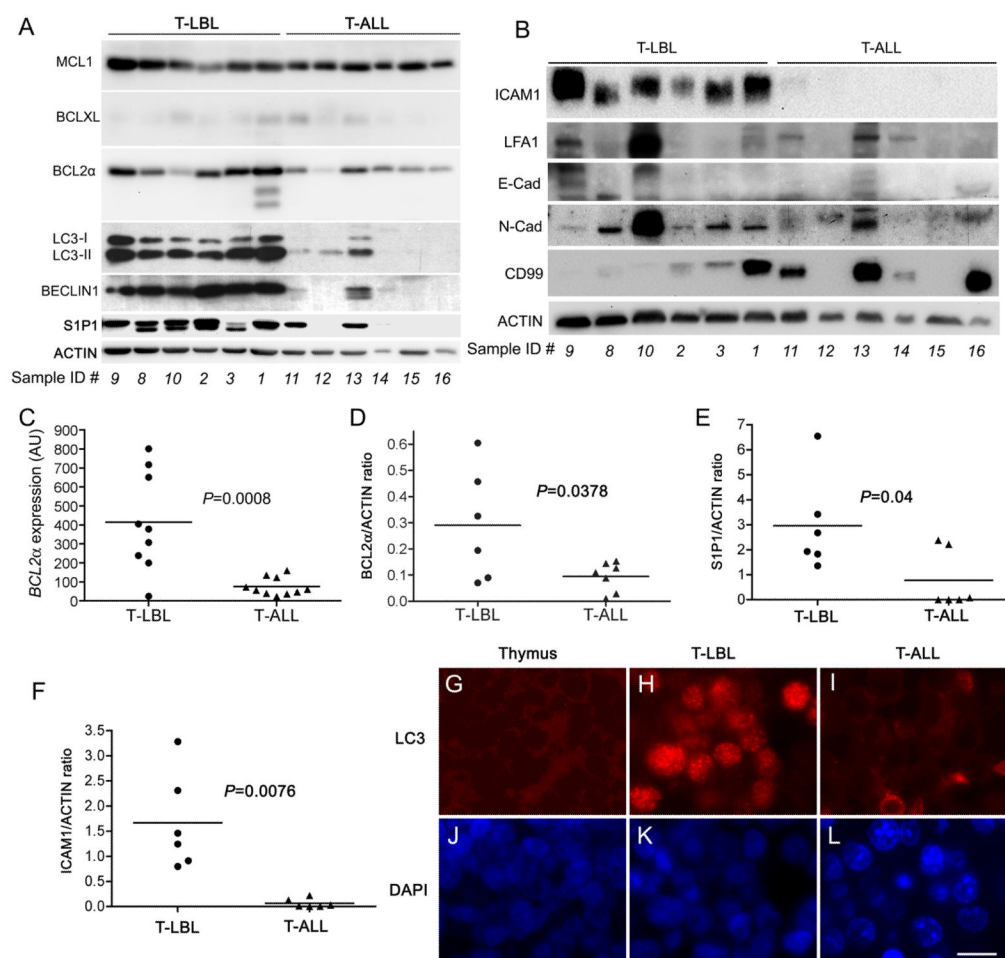 A
T-LBL T-ALL
MCL1
BCLXL
BCL2α
LC3-I
LC3-II
BECLIN1
S1P1
ACTIN
Sample ID # 9 8 10 2 3 1 11 12 13 14 15 16
B
T-LBL T-ALL
ICAM1
LFA1
E-Cad
N-Cad
CD99
ACTIN
Sample ID # 9 8 10 2 3 1 11 12 13 14 15 16
C
BCL2α expression (AU)
900
800
700
600
500
400
300
200
100
0
P=0.0008
T-LBL T-ALL
D
BCL2α/ACTIN ratio
0.6
0.5
0.4
0.3
0.2
0.1
0.0
P=0.0378
T-LBL T-ALL
E
S1P1/ACTIN ratio
7
6
5
4
3
2
1
0
P=0.04
T-LBL T-ALL
F
ICAM1/ACTIN ratio
3.5
3.0
2.5
2.0
1.5
1.0
0.5
0.0
P=0.0076
T-LBL T-ALL
Thymus T-LBL T-ALL
LC3
G H I
DAPI
J K L